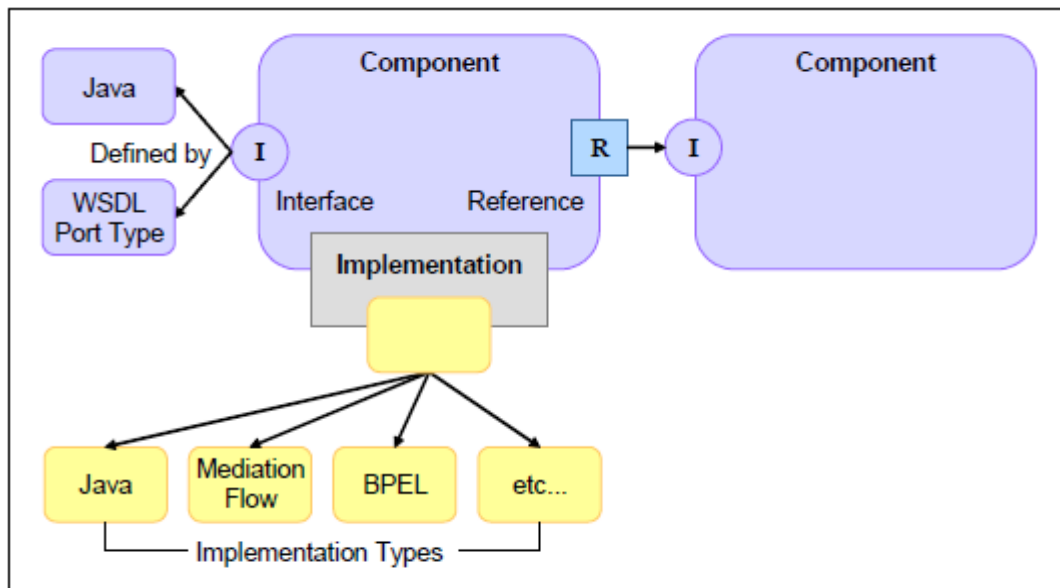 Component
Component
Java
Defined by
I
R
I
WSDL
Port Type
Interface
Reference
Implementation
Java
Mediation
Flow
BPEL
etc...
Implementation Types